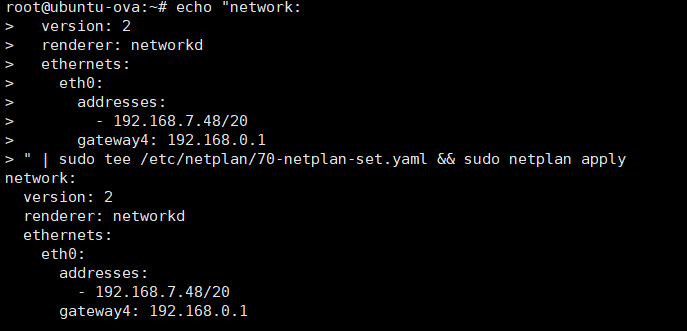 root@ubuntu-ova:~# echo "network:
>   version: 2
>   renderer: networkd
>   ethernets:
>     eth0:
>       addresses:
>         - 192.168.7.48/20
>       gateway4: 192.168.0.1
> " | sudo tee /etc/netplan/70-netplan-set.yaml && sudo netplan apply
network:
  version: 2
  renderer: networkd
  ethernets:
    eth0:
      addresses:
        - 192.168.7.48/20
      gateway4: 192.168.0.1